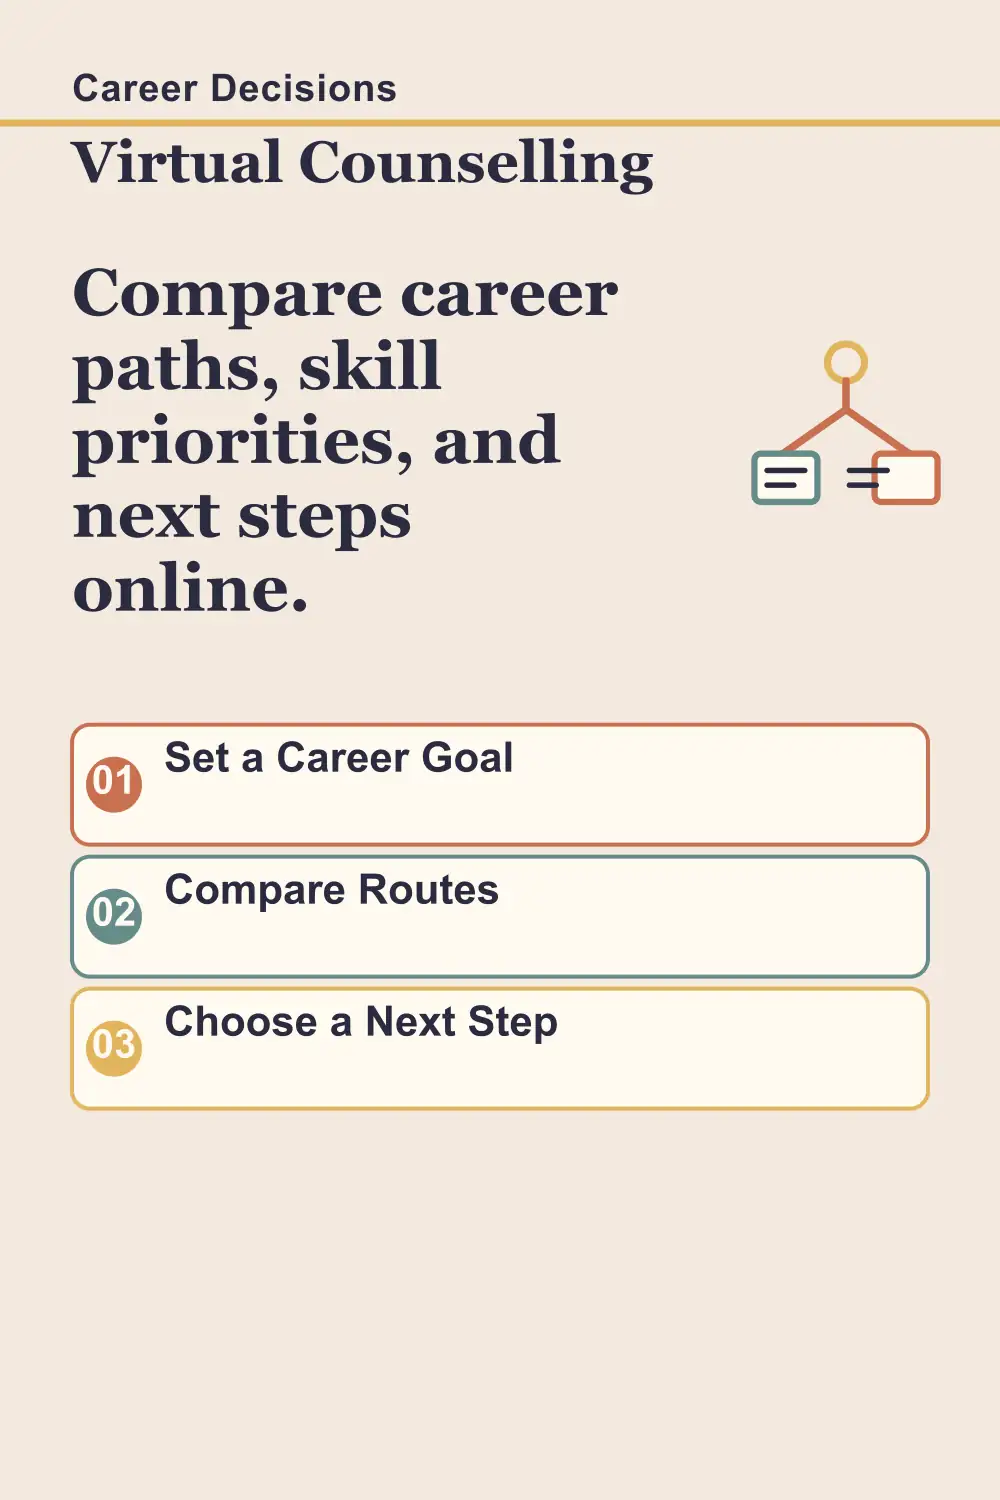 Career Decisions
Virtual Counselling
Compare career
paths, skill
priorities, and
next steps
online.
01 Set a Career Goal
02 Compare Routes
03 Choose a Next Step